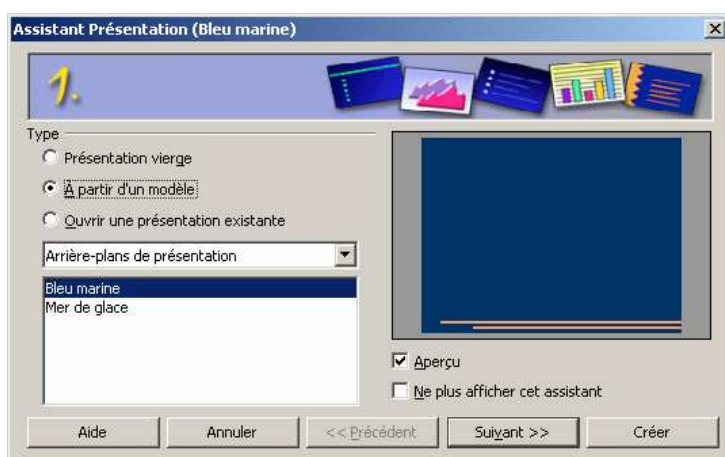 Assistant Présentation (Bleu marine)
1.
Type
Présentation vierge
À partir d'un modèle
Ouvrir une présentation existante
Arrière-plans de présentation
Bleu marine
Mer de glace
Aperçu
Ne plus afficher cet assistant
Aide
Annuler
<< Précédent
Suivant >>
Créer